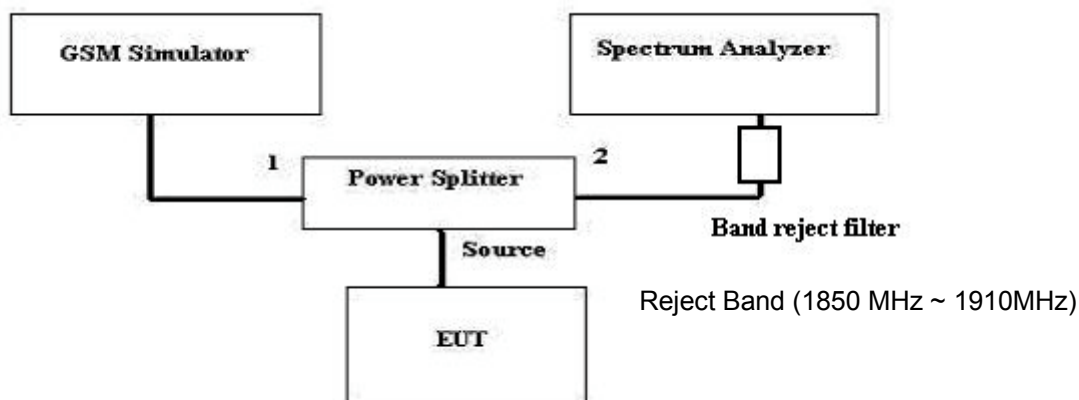 GSM Simulator
Spectrum Analyzer
1
2
Power Splitter
Band reject filter
Source
Reject Band (1850 MHz ~ 1910MHz)
EUT